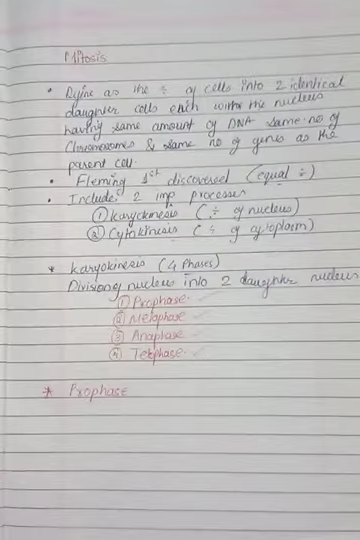 Mitosis
• Define as the ÷ of cells into 2 identical
daughter cells each with the nucleus
having same amount of DNA same no of
Chromosomes & same no of genes as the
parent cell.
• Fleming 1st discovered (equal ÷)
• Include 2 imp processes
① Karyokinesis (÷ of nucleus)
② Cytokinesis (÷ of cytoplasm)
* Karyokinesis (4 Phases)
Division of nucleus into 2 daughter nucleus
① Prophase
② Metaphase
③ Anaphase
④ Telophase
* Prophase